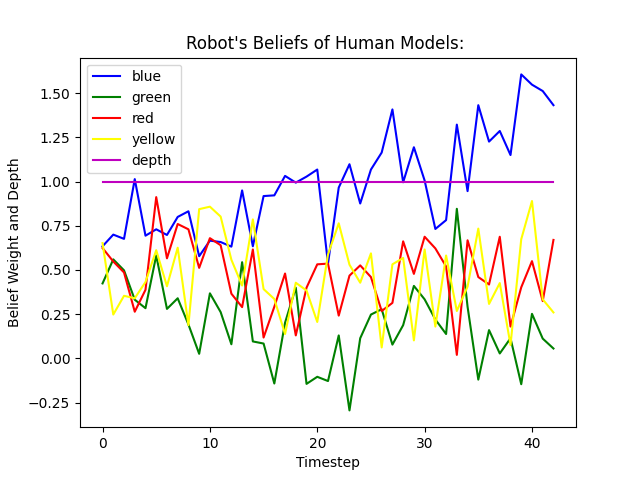 Robot's Beliefs of Human Models:
blue
green
red
yellow
depth
Belief Weight and Depth
1.50
1.25
1.00
0.75
0.50
0.25
0.00
−0.25
0 10 20 30 40
Timestep